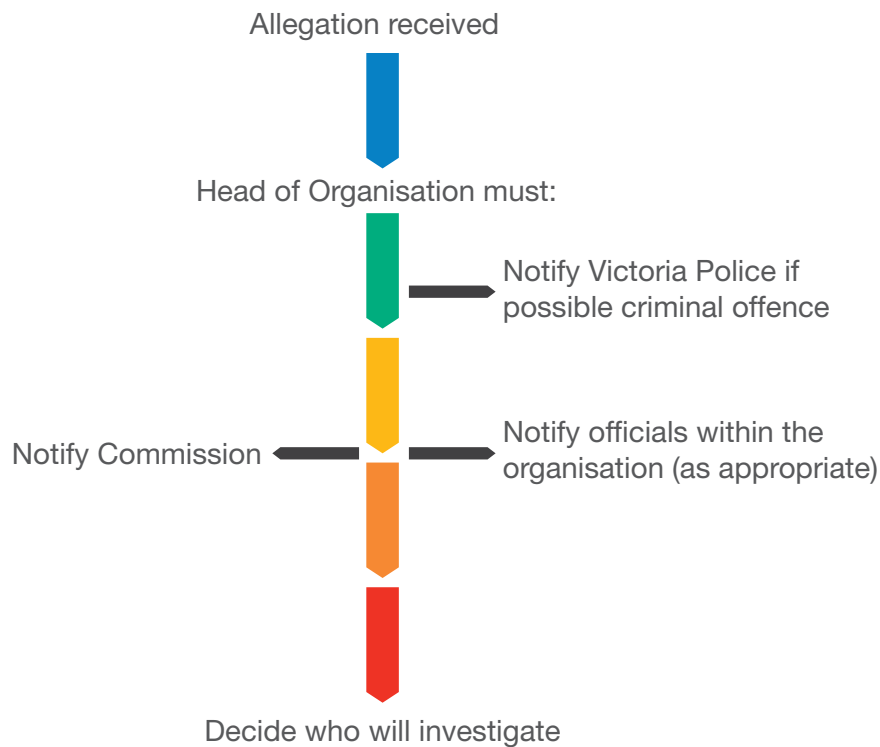 Allegation received
Head of Organisation must:
Notify Victoria Police if
possible criminal offence
Notify Commission
Notify officials within the
organisation (as appropriate)
Decide who will investigate